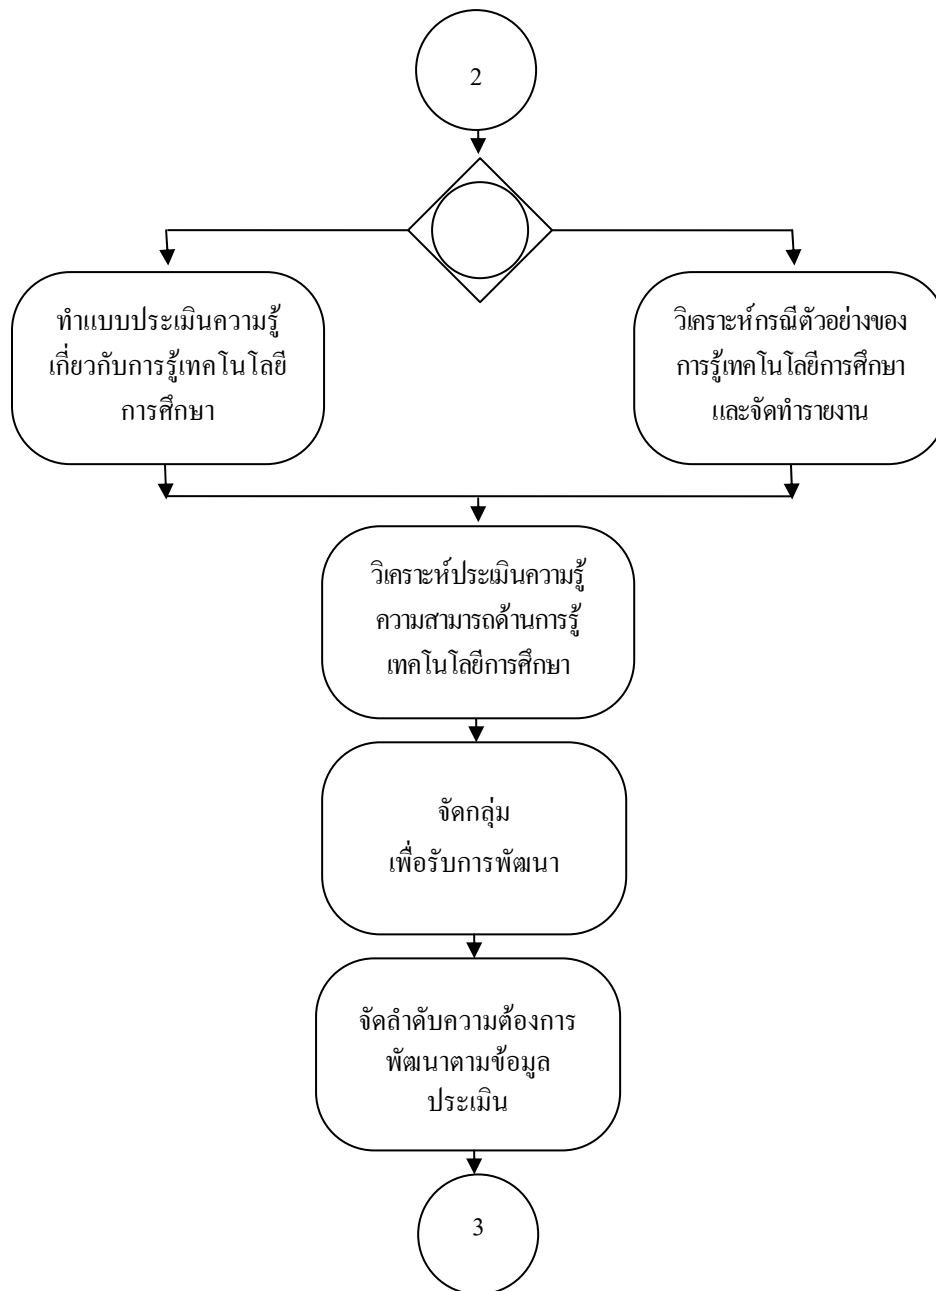 2
ทำแบบประเมินความรู้
เกี่ยวกับการรู้เทคโนโลยี
การศึกษา
วิเคราะห์กรณีตัวอย่างของ
การรู้เทคโนโลยีการศึกษา
และจัดทำรายงาน
วิเคราะห์ประเมินความรู้
ความสามารถด้านการรู้
เทคโนโลยีการศึกษา
จัดกลุ่ม
เพื่อรับการพัฒนา
จัดลำดับความต้องการ
พัฒนาตามข้อมูล
ประเมิน
3